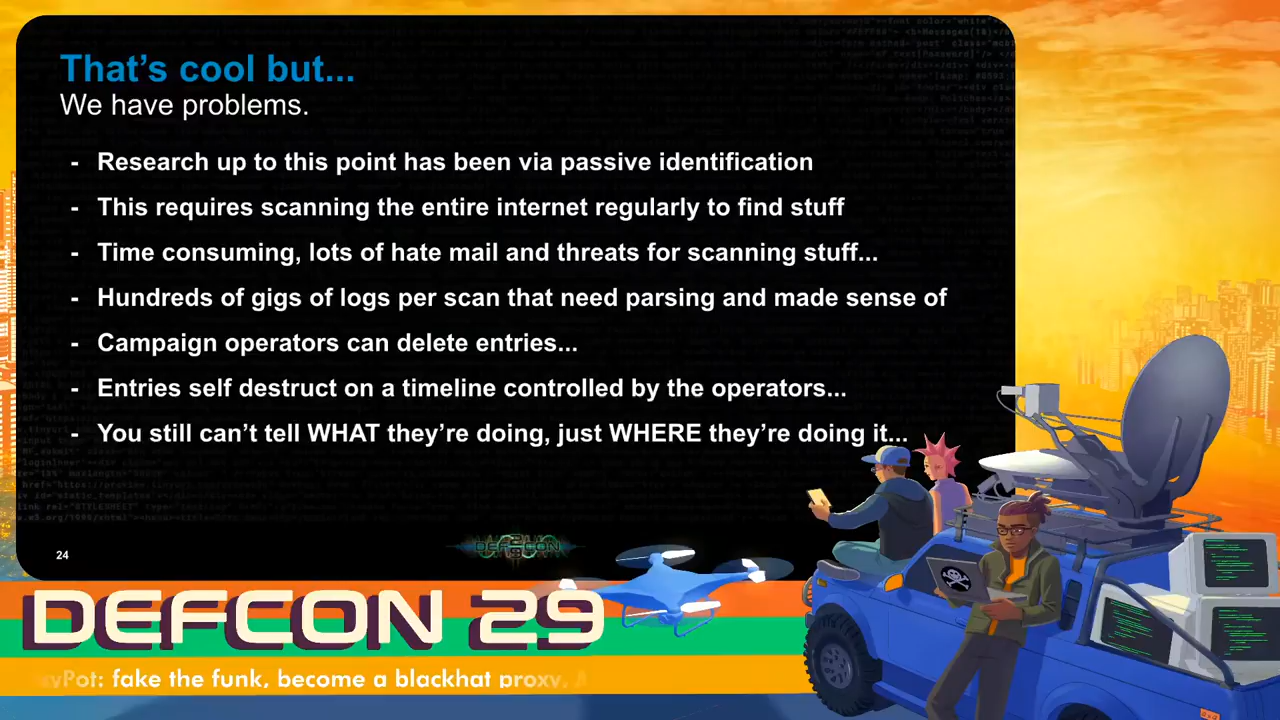 That's cool but...
We have problems.
- Research up to this point has been via passive identification
- This requires scanning the entire internet regularly to find stuff
- Time consuming, lots of hate mail and threats for scanning stuff...
- Hundreds of gigs of logs per scan that need parsing and made sense of
- Campaign operators can delete entries...
- Entries self destruct on a timeline controlled by the operators...
- You still can't tell WHAT they're doing, just WHERE they're doing it...
24
DEFCON
DEFCON 29
Pot: fake the funk, become a blackhat proxy,